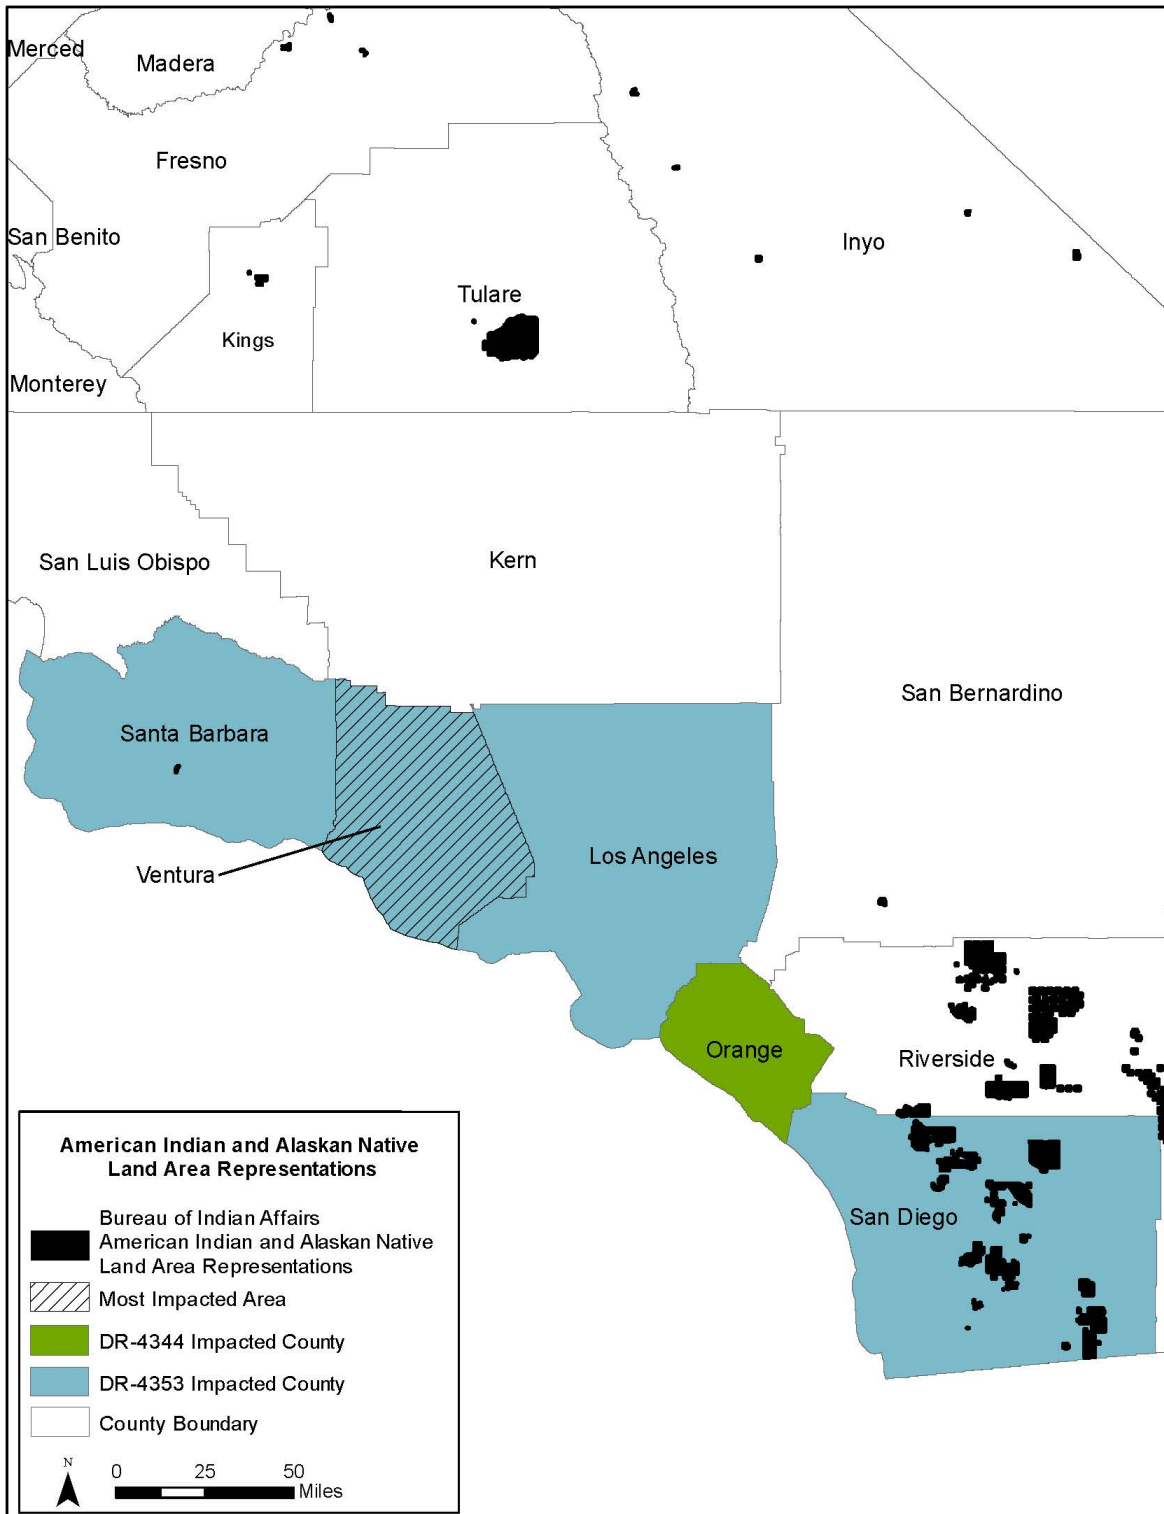 Merced
Madera
Fresno
San Benito
Inyo
Tulare
Kings
Monterey
San Luis Obispo
Kern
San Bernardino
Santa Barbara
Los Angeles
Ventura
Orange
Riverside
San Diego
American Indian and Alaskan Native
Land Area Representations
Bureau of Indian Affairs
American Indian and Alaskan Native
Land Area Representations
Most Impacted Area
DR-4344 Impacted County
DR-4353 Impacted County
County Boundary
N
0 25 50
Miles